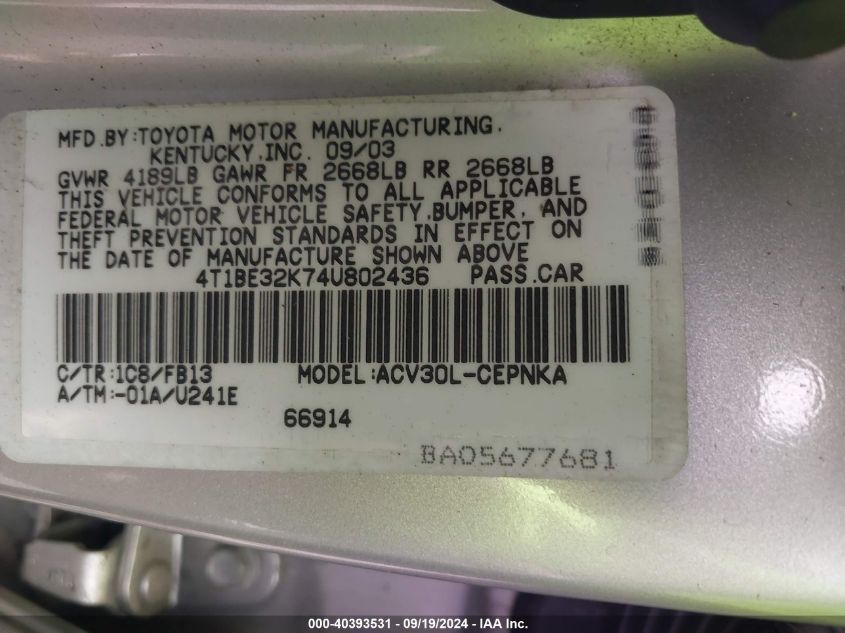 MFD.BY:TOYOTA MOTOR MANUFACTURING,
KENTUCKY,INC. 09/03
GVWR 4189LB GAWR FR 2668LB RR 2668LB
THIS VEHICLE CONFORMS TO ALL APPLICABLE
FEDERAL MOTOR VEHICLE SAFETY,BUMPER, AND
THEFT PREVENTION STANDARDS IN EFFECT ON
THE DATE OF MANUFACTURE SHOWN ABOVE
4T1BE32K74U802436 PASS.CAR
C/TR:1C8/FB13 MODEL:ACV30L-CEPNKA
A/TM:-01A/U241E
66914
BA05677681
000-40393531 - 09/19/2024 - IAA Inc.